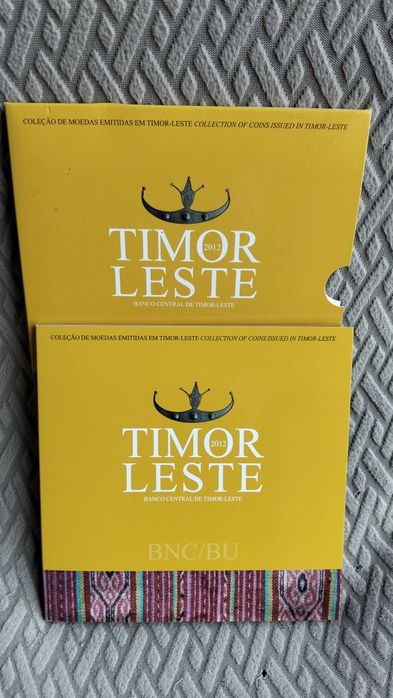 COLEÇÃO DE MOEDAS EMITIDAS EM TIMOR-LESTE COLLECTION OF COINS ISSUED IN TIMOR-LESTE
TIMOR
2012
LESTE
BANCO CENTRAL DE TIMOR-LESTE
COLEÇÃO DE MOEDAS EMITIDAS EM TIMOR-LESTE COLLECTION OF COINS ISSUED IN TIMOR-LESTE
TIMOR
2012
LESTE
BANCO CENTRAL DE TIMOR-LESTE
BNC/BU